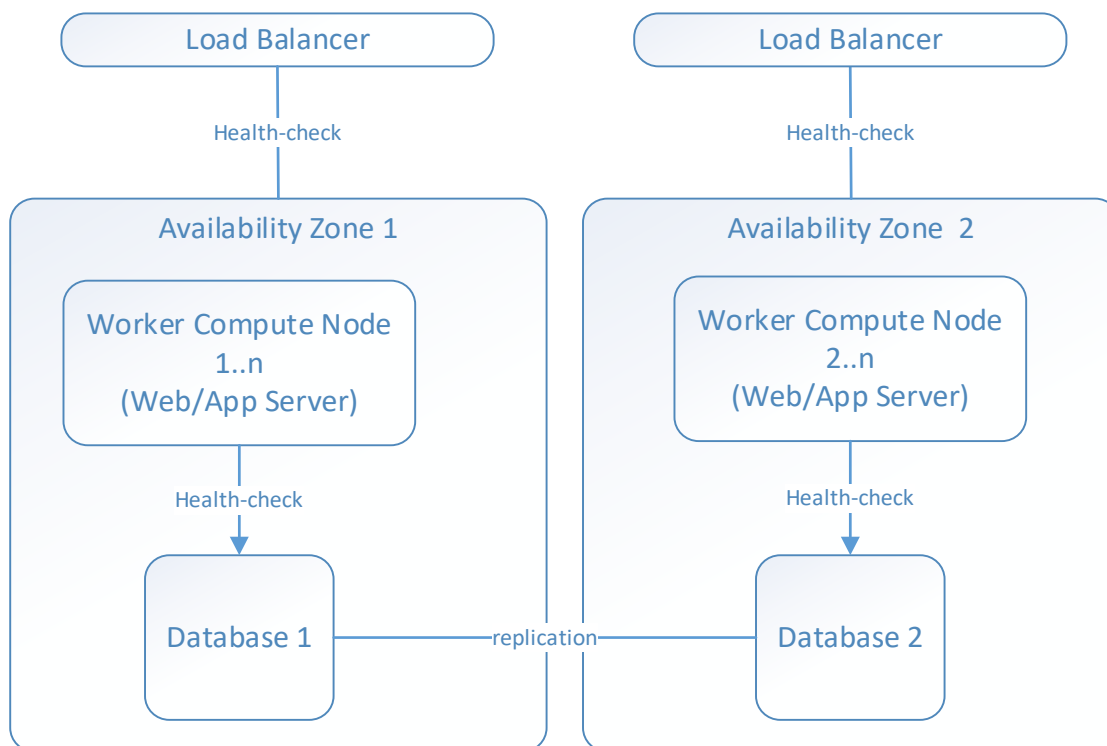 Load Balancer
Load Balancer
Health-check
Health-check
Availability Zone 1
Availability Zone  2
Worker Compute Node
1..n
(Web/App Server)
Worker Compute Node
2..n
(Web/App Server)
Health-check
Health-check
Database 1
replication
Database 2